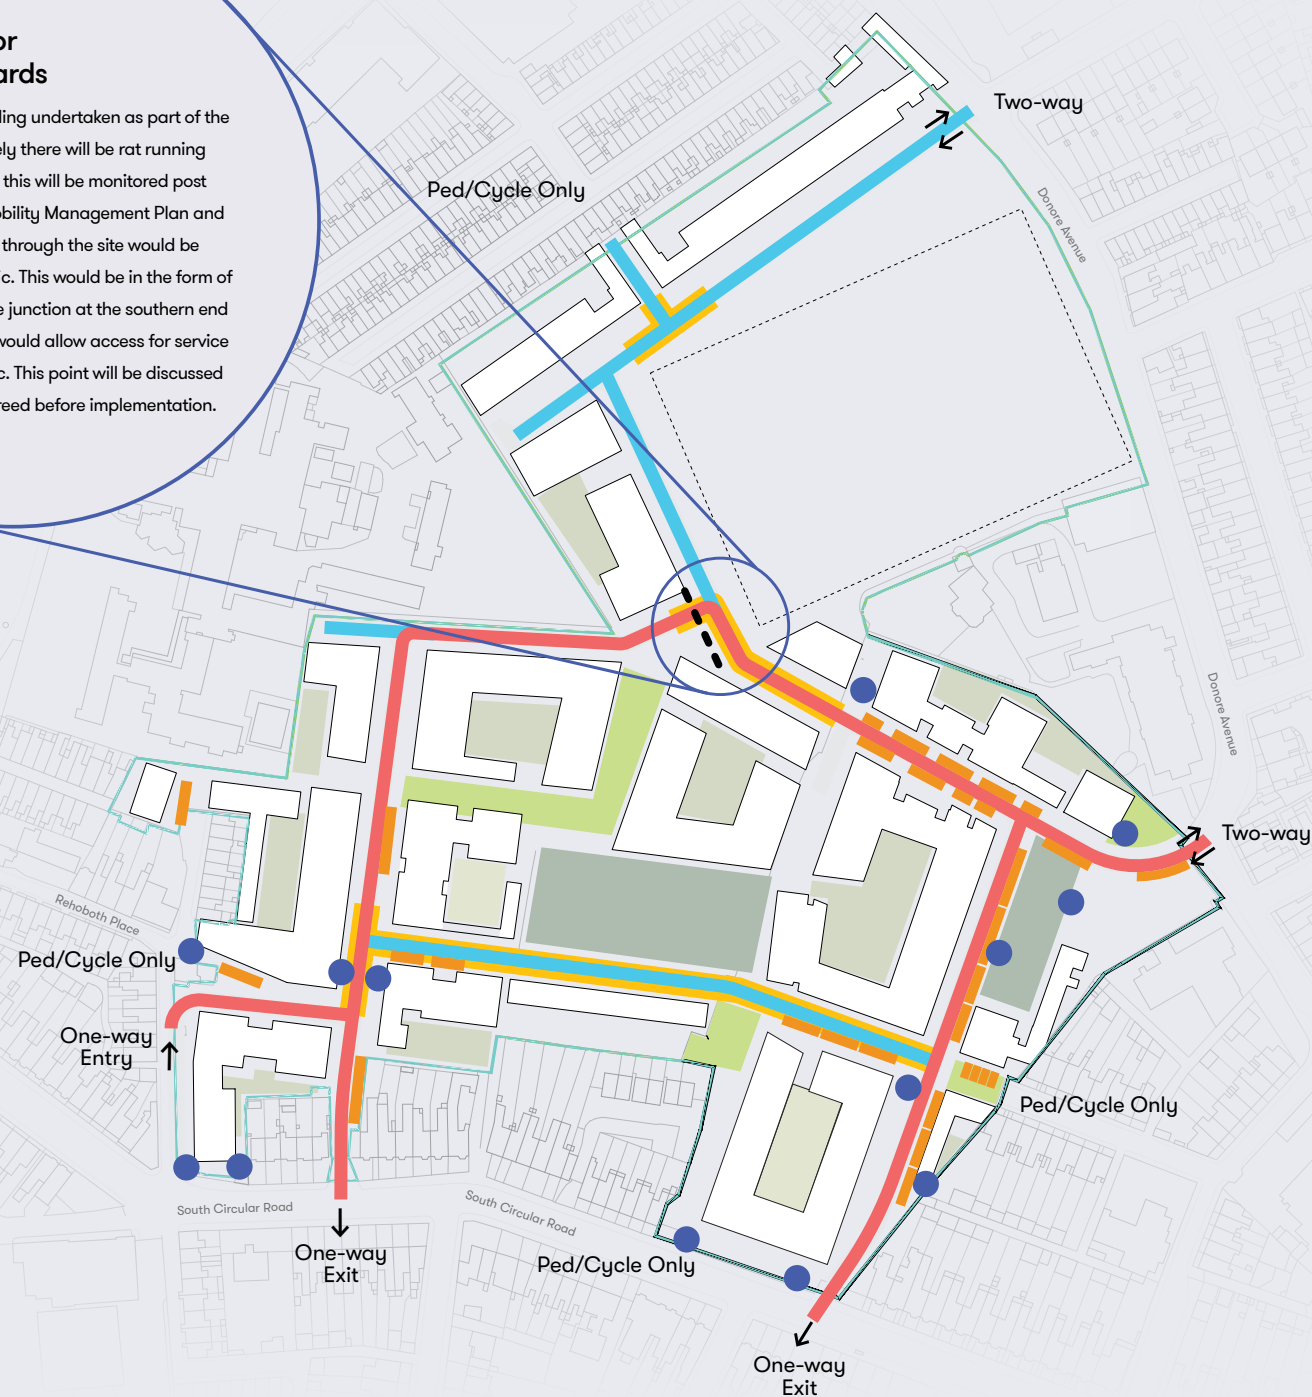 or
ards
ling undertaken as part of the
ely there will be rat running
this will be monitored post
obility Management Plan and
through the site would be
ic. This would be in the form of
e junction at the southern end
would allow access for service
c. This point will be discussed
reed before implementation.
Two-way
Ped/Cycle Only
Donore Avenue
Donore Avenue
Two-way
Rehoboth Place
Ped/Cycle Only
One-way
Entry
Ped/Cycle Only
South Circular Road
South Circular Road
One-way
Exit
Ped/Cycle Only
One-way
Exit